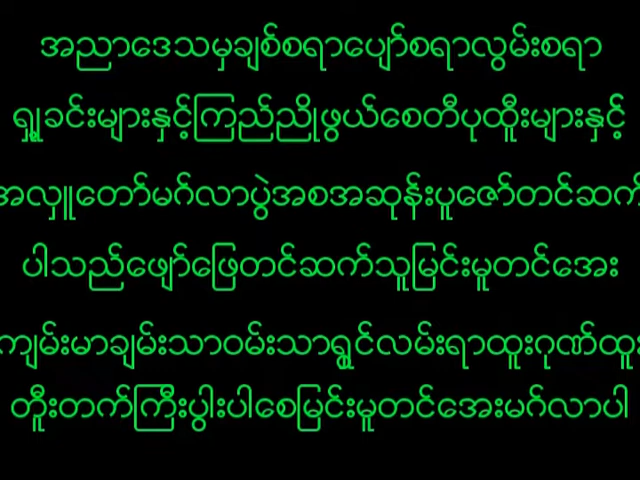 အညာဒေသမှချစ်စရာပျော်စရာလွမ်းစရာ
ရှုခင်းများနှင့်ကြည်ညိုဖွယ်စေတီပုထိူးများနှင့်
အလှူတော်မင်္ဂလာပွဲအစအဆုန်းပူဇော်တင်ဆက်
ပါသည်ဖျော်ဖြေတင်ဆက်သူမြင်းမူတင်အေး
ကျမ်းမာချမ်းသာဝမ်းသာရွှင်လမ်းရာထူးဂုဏ်ထူး
တိူးတက်ကြီးပွါးပါစေမြင်းမူတင်အေးမင်္ဂလာပါ